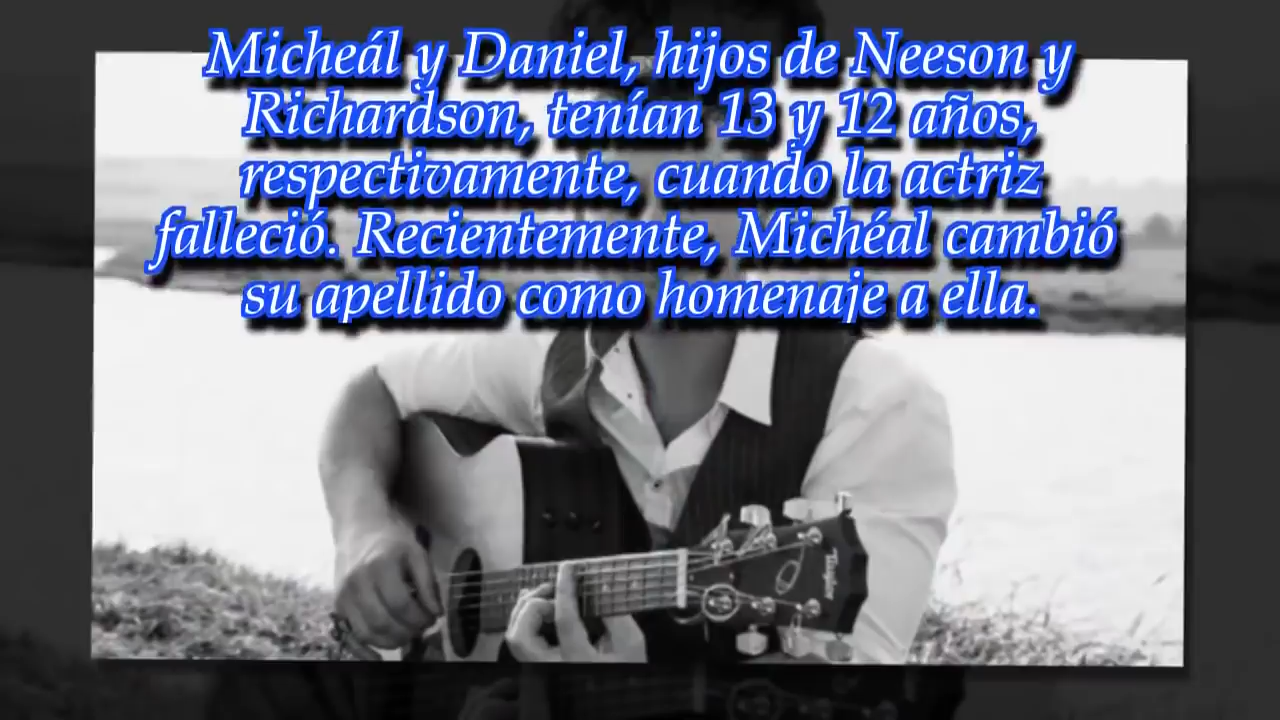 Micheál y Daniel, hijos de Neeson y
Richardson, tenían 13 y 12 años,
respectivamente, cuando la actriz
falleció. Recientemente, Michéal cambió
su apellido como homenaje a ella.
Taylor